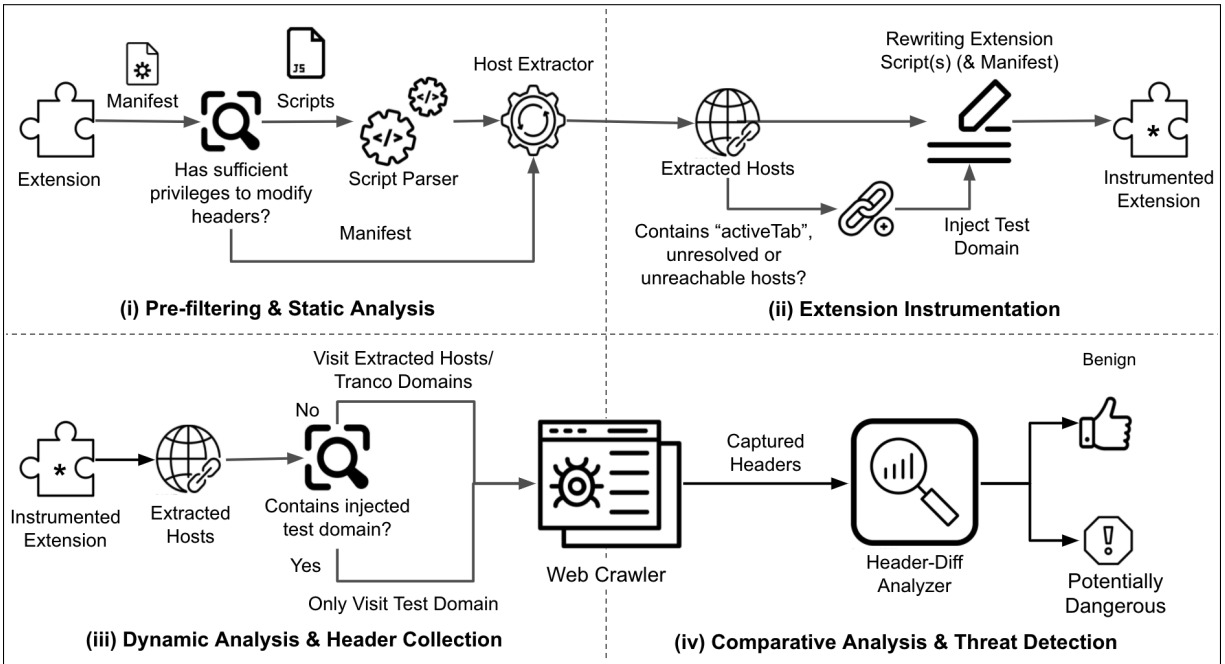 Extension
Manifest
Has sufficient
privileges to modify
headers?
JS
Scripts
</>
</>
Script Parser
Host Extractor
Manifest
(i) Pre-filtering & Static Analysis
Extracted Hosts
Contains “activeTab”,
unresolved or
unreachable hosts?
Rewriting Extension
Script(s) (& Manifest)
Inject Test
Domain
*
Instrumented
Extension
(ii) Extension Instrumentation
*
Instrumented
Extension
Extracted
Hosts
Visit Extracted Hosts/
Tranco Domains
No
Contains injected
test domain?
Yes
Only Visit Test Domain
(iii) Dynamic Analysis & Header Collection
Web Crawler
Captured
Headers
Header-Diff
Analyzer
Benign
!
Potentially
Dangerous
(iv) Comparative Analysis & Threat Detection